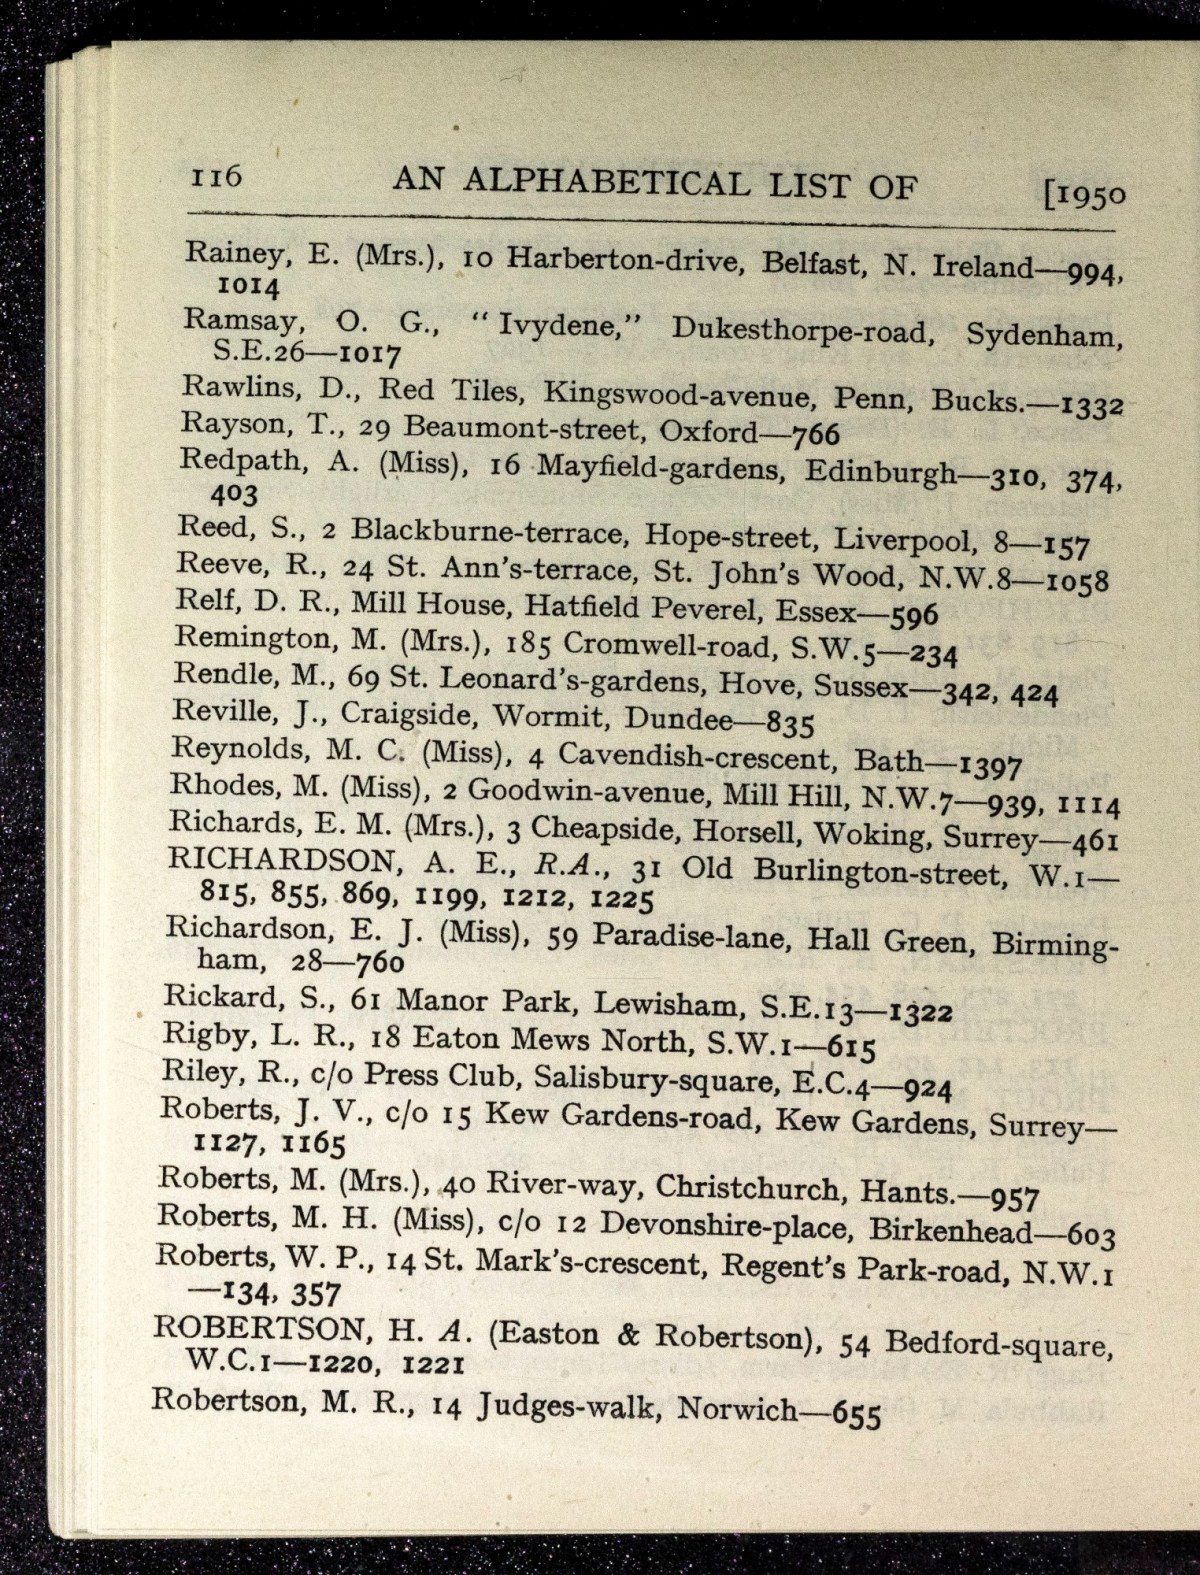 116 AN ALPHABETICAL LIST OF [1950
Rainey, E. (Mrs.), 10 Harberton-drive, Belfast, N. Ireland—994,
1014
Ramsay, O. G., “Ivydene,” Dukesthorpe-road, Sydenham,
S.E.26—1017
Rawlins, D., Red Tiles, Kingswood-avenue, Penn, Bucks.—1332
Rayson, T., 29 Beaumont-street, Oxford—766
Redpath, A. (Miss), 16 Mayfield-gardens, Edinburgh—310, 374,
403
Reed, S., 2 Blackburne-terrace, Hope-street, Liverpool, 8—157
Reeve, R., 24 St. Ann’s-terrace, St. John’s Wood, N.W.8—1058
Relf, D. R., Mill House, Hatfield Peverel, Essex—596
Remington, M. (Mrs.), 185 Cromwell-road, S.W.5—234
Rendle, M., 69 St. Leonard’s-gardens, Hove, Sussex—342, 424
Reville, J., Craigside, Wormit, Dundee—835
Reynolds, M. C. (Miss), 4 Cavendish-crescent, Bath—1397
Rhodes, M. (Miss), 2 Goodwin-avenue, Mill Hill, N.W.7—939, 1114
Richards, E. M. (Mrs.), 3 Cheapside, Horsell, Woking, Surrey—461
RICHARDSON, A. E., R.A., 31 Old Burlington-street, W.1—
815, 855, 869, 1199, 1212, 1225
Richardson, E. J. (Miss), 59 Paradise-lane, Hall Green, Birming-
ham, 28—760
Rickard, S., 61 Manor Park, Lewisham, S.E.13—1322
Rigby, L. R., 18 Eaton Mews North, S.W.1—615
Riley, R., c/o Press Club, Salisbury-square, E.C.4—924
Roberts, J. V., c/o 15 Kew Gardens-road, Kew Gardens, Surrey—
1127, 1165
Roberts, M. (Mrs.), 40 River-way, Christchurch, Hants.—957
Roberts, M. H. (Miss), c/o 12 Devonshire-place, Birkenhead—603
Roberts, W. P., 14 St. Mark’s-crescent, Regent’s Park-road, N.W.1
—134, 357
ROBERTSON, H. A. (Easton & Robertson), 54 Bedford-square,
W.C.1—1220, 1221
Robertson, M. R., 14 Judges-walk, Norwich—655